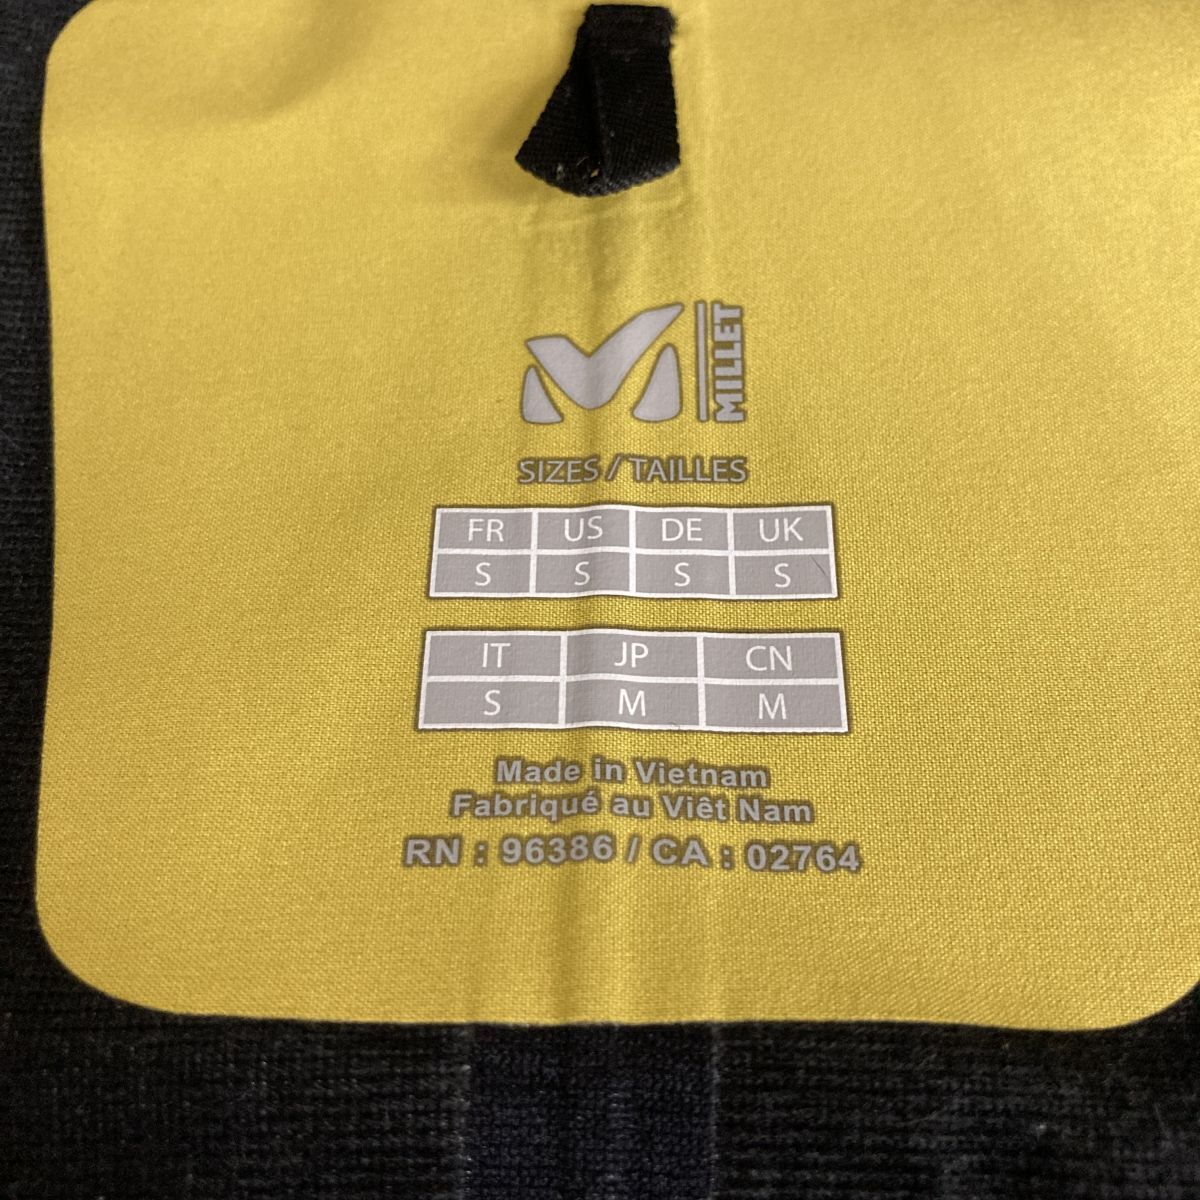 MILLET
SIZES / TAILLES
FR US DE UK
S S S S
IT JP CN
S M M
Made in Vietnam
Fabriqué au Viêt Nam
RN : 96386 / CA : 02764